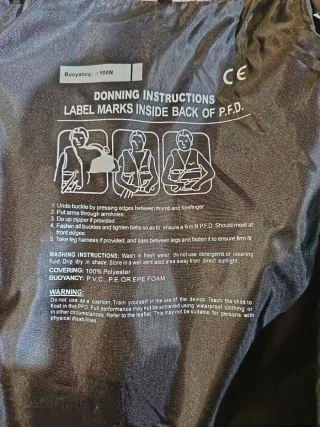 Buoyancy: ≥100N
CE
DONNING INSTRUCTIONS
LABEL MARKS INSIDE BACK OF P.F.D.
1. Undo buckle by pressing edges between thumb and forefinger
2. Put arms through armholes
3. Do up zipper if provided
4. Fasten all buckles and tighten belts so as to ensure a firm fit P.F.D. Should meet at
front edges
5. Take leg harness if provided, and pass between legs and fasten it to ensure firm fit
WASHING INSTRUCTIONS: Wash in fresh water do not use detergents or cleaning
fluid. Drip dry in shade. Store in a well aired area away from direct sunlight.
COVERING: 100% Polyester
BUOYANCY: P.V.C, P.E OR EPE FOAM
WARNING:
Do not use as a cushion. Train yourself in the use of the device. Teach the child to
float in this PFD. Full performance may not be achieved using waterproof clothing or
in other circumstances. Refer to the leaflet. This may not be suitable for persons with
physical disabilities.